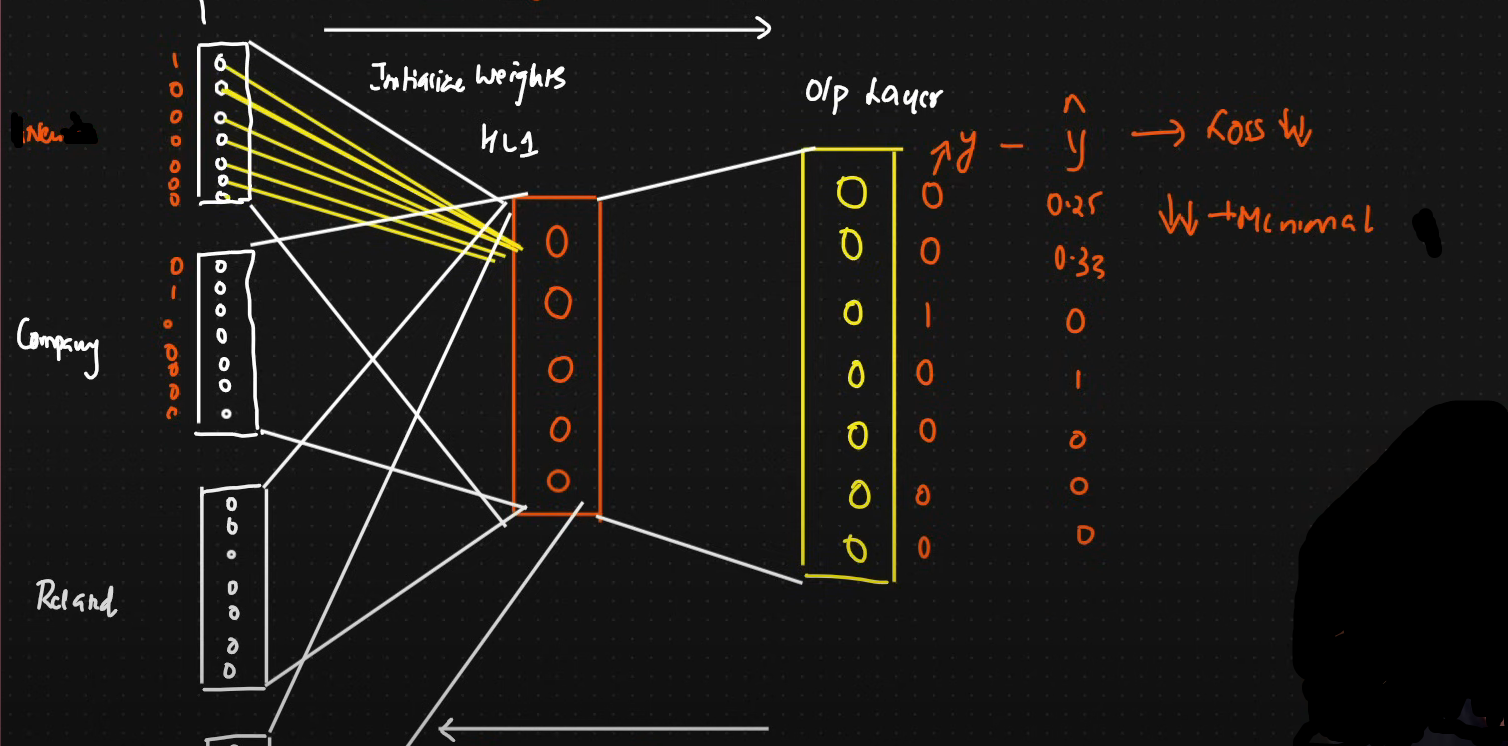 Initialize Weights
HL1
O/p Layer
y - ŷ → Loss ↓↓
↓↓ → Minimal
1 0 0 0 0 0 0
0 1 0 0 0 0 0
Company
Reland
0 0.25
0 0.33
1 0
0 1
0 0
0 0
0 0